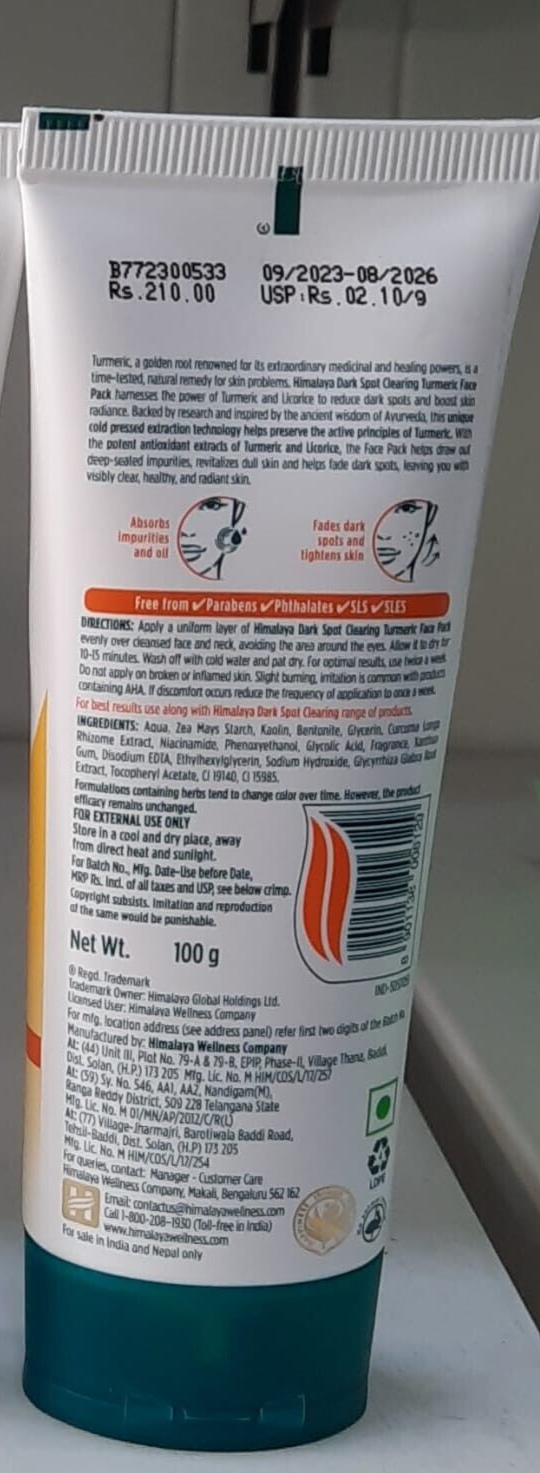 B772300533 09/2023-08/2026
Rs.210.00 USP:Rs.02.10/9
Turmeric, a golden root renowned for its extraordinary medicinal and healing powers, is a
time-tested, natural remedy for skin problems. Himalaya Dark Spot Clearing Turmeric Face
Pack harnesses the power of Turmeric and Licorice to reduce dark spots and boost skin
radiance. Backed by research and inspired by the ancient wisdom of Ayurveda, this unique
cold pressed extraction technology helps preserve the active principles of Turmeric. With
the potent antioxidant extracts of Turmeric and Licorice, the Face Pack helps draw out
deep-seated impurities, revitalizes dull skin and helps fade dark spots, leaving you with
visibly clear, healthy, and radiant skin.
Absorbs
impurities
and oil
Fades dark
spots and
tightens skin
Free from ✓Parabens ✓Phthalates ✓SLS ✓SLES
DIRECTIONS: Apply a uniform layer of Himalaya Dark Spot Clearing Turmeric Face Pack
evenly over cleansed face and neck, avoiding the area around the eyes. Allow it to dry for
10-15 minutes. Wash off with cold water and pat dry. For optimal results, use twice a week.
Do not apply on broken or inflamed skin. Slight burning, irritation is common with products
containing AHA. If discomfort occurs reduce the frequency of application to once a week.
For best results use along with Himalaya Dark Spot Clearing range of products.
INGREDIENTS: Aqua, Zea Mays Starch, Kaolin, Bentonite, Glycerin, Curcuma Longa
Rhizome Extract, Niacinamide, Phenoxyethanol, Glycolic Acid, Fragrance, Xanthan
Gum, Disodium EDTA, Ethylhexylglycerin, Sodium Hydroxide, Glycyrrhiza Glabra Root
Extract, Tocopheryl Acetate, CI 19140, CI 15985.
Formulations containing herbs tend to change color over time. However, the product
efficacy remains unchanged.
FOR EXTERNAL USE ONLY
Store in a cool and dry place, away
from direct heat and sunlight.
For Batch No., Mfg. Date-Use before Date,
MRP Rs. Incl. of all taxes and USP, see below crimp.
Copyright subsists. Imitation and reproduction
of the same would be punishable.
Net Wt. 100 g
® Regd. Trademark
Trademark Owner: Himalaya Global Holdings Ltd.
Licensed User: Himalaya Wellness Company
For mfg. location address (see address panel) refer first two digits of the Batch No.
Manufactured by: Himalaya Wellness Company
At: (44) Unit III, Plot No. 79-A & 79-B, EPIP, Phase-II, Village Thana, Baddi,
Dist. Solan, (H.P.) 173 205 Mfg. Lic. No. M HIM/COS/L/17/257
At: (39) Sy. No. 546, AA1, AA2, Nandigam(M),
Ranga Reddy District, 509 228 Telangana State
Mfg. Lic. No. M 01/MN/AP/2012/C/R(L)
At: (77) Village-Jharmajri, Barotiwala Baddi Road,
Tehsil-Baddi, Dist. Solan, (H.P) 173 205
Mfg. Lic. No. M HIM/COS/L/17/254
For queries, contact: Manager - Customer Care
Himalaya Wellness Company, Makali, Bengaluru 562 162
Email: contactus@himalayawellness.com
Call 1-800-208-1930 (Toll-free in India)
www.himalayawellness.com
For sale in India and Nepal only
LDPE